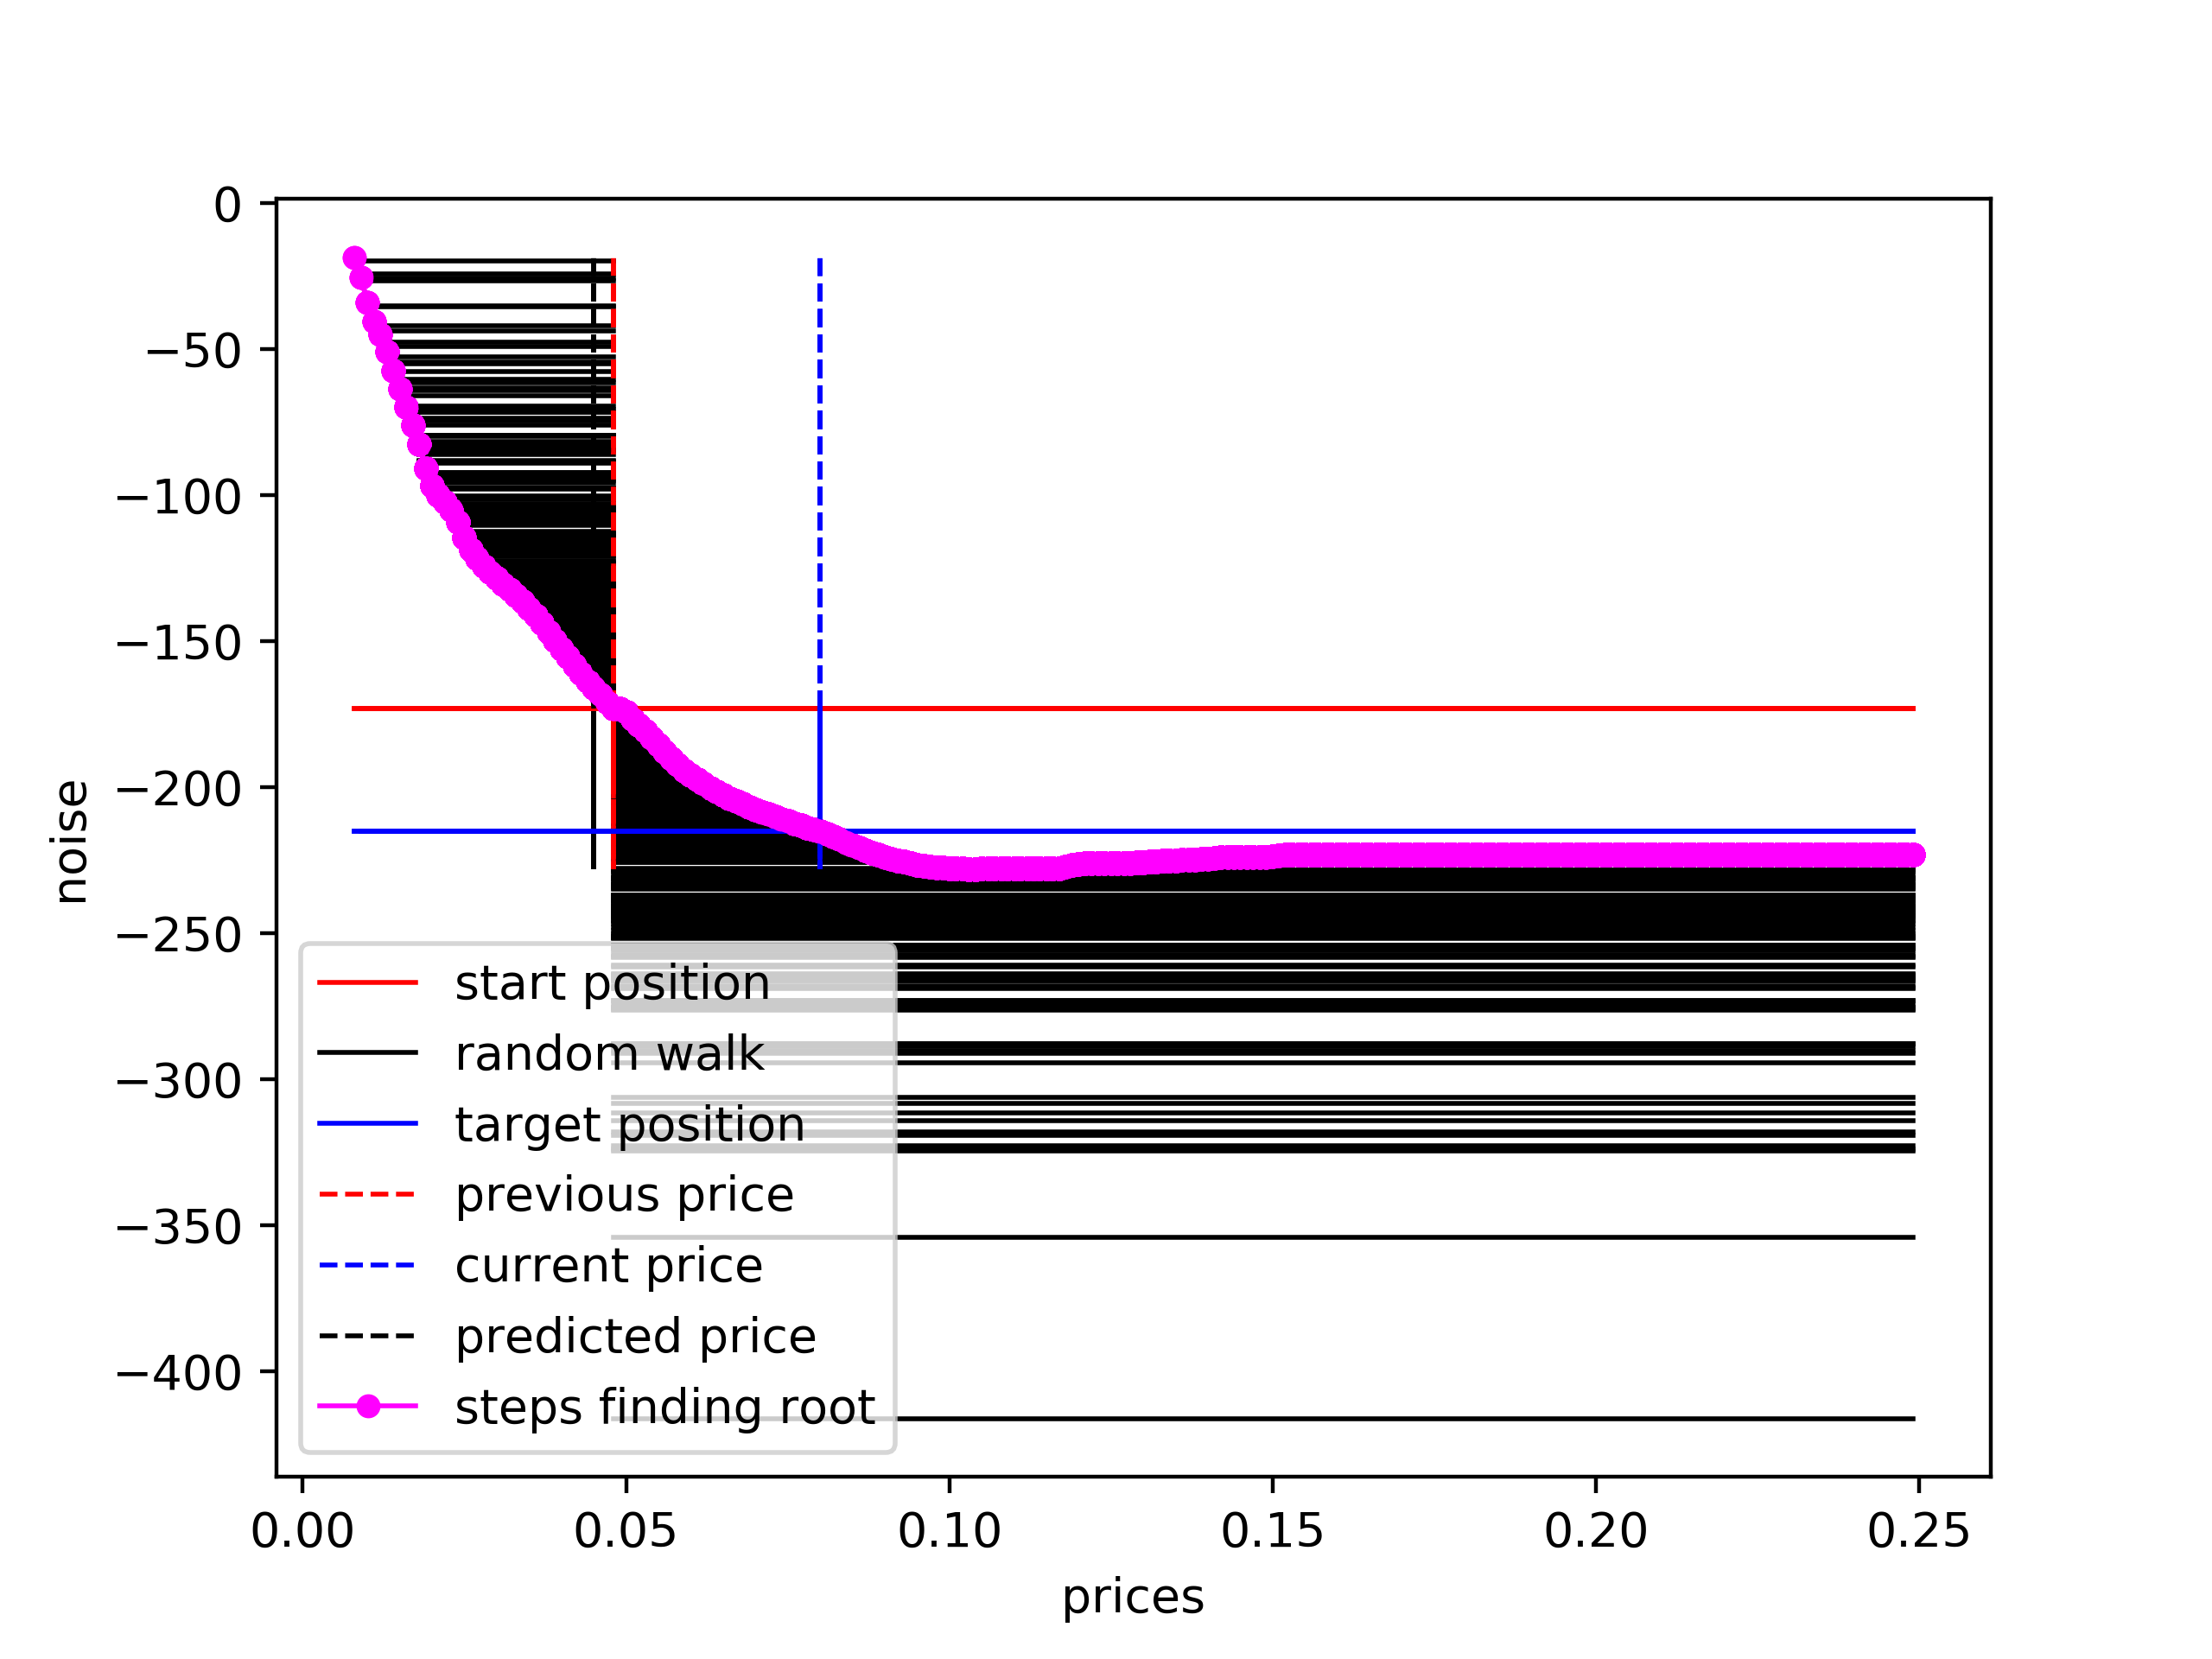 0
−50
−100
−150
−200
−250
−300
−350
−400
noise
start position
random walk
target position
previous price
current price
predicted price
steps finding root
0.00 0.05 0.10 0.15 0.20 0.25
prices